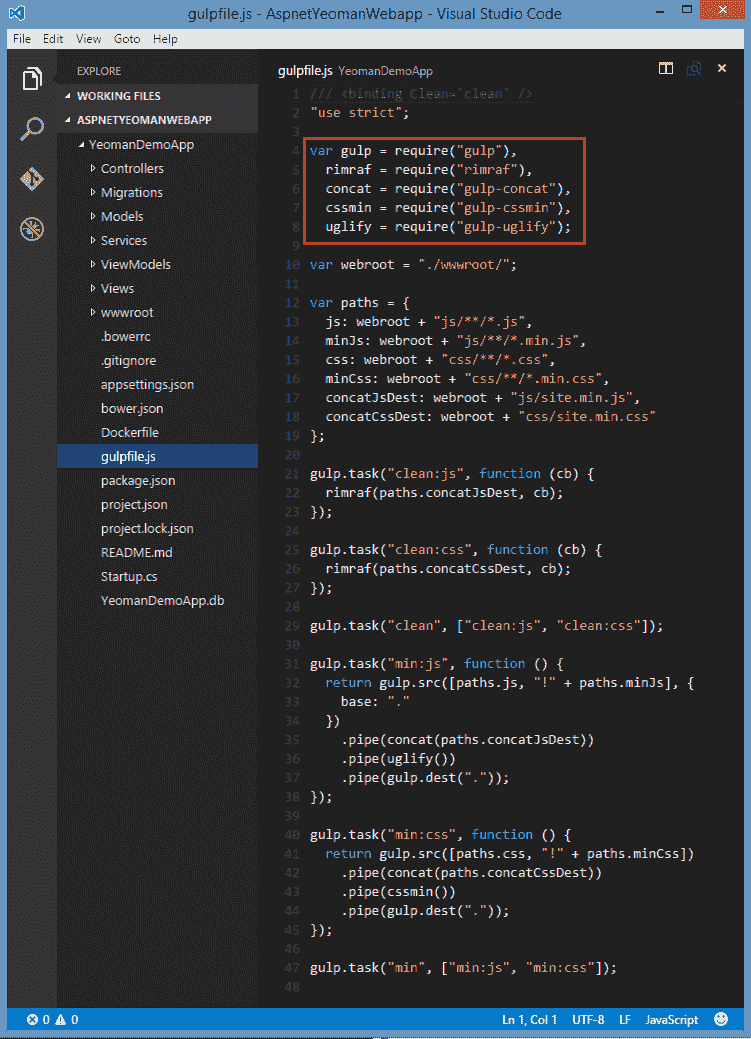 gulpfile.js - AspnetYeomanWebapp - Visual Studio Code
File Edit View Goto Help
EXPLORE
WORKING FILES
ASPNETYEOMANWEBAPP
YeomanDemoApp
Controllers
Migrations
Models
Services
ViewModels
Views
wwwroot
.bowerrc
.gitignore
appsettings.json
bower.json
Dockerfile
gulpfile.js
package.json
project.json
project.lock.json
README.md
Startup.cs
YeomanDemoApp.db
gulpfile.js YeomanDemoApp
1 /// <binding Clean='clean' />
2 "use strict";
3
4 var gulp = require("gulp"),
5 rimraf = require("rimraf"),
6 concat = require("gulp-concat"),
7 cssmin = require("gulp-cssmin"),
8 uglify = require("gulp-uglify");
9
10 var webroot = "./wwwroot/";
11
12 var paths = {
13 js: webroot + "js/**/*.js",
14 minJs: webroot + "js/**/*.min.js",
15 css: webroot + "css/**/*.css",
16 minCss: webroot + "css/**/*.min.css",
17 concatJsDest: webroot + "js/site.min.js",
18 concatCssDest: webroot + "css/site.min.css"
19 };
20
21 gulp.task("clean:js", function (cb) {
22 rimraf(paths.concatJsDest, cb);
23 });
24
25 gulp.task("clean:css", function (cb) {
26 rimraf(paths.concatCssDest, cb);
27 });
28
29 gulp.task("clean", ["clean:js", "clean:css"]);
30
31 gulp.task("min:js", function () {
32 return gulp.src([paths.js, "!" + paths.minJs], {
33 base: "."
34 })
35 .pipe(concat(paths.concatJsDest))
36 .pipe(uglify())
37 .pipe(gulp.dest("."));
38 });
39
40 gulp.task("min:css", function () {
41 return gulp.src([paths.css, "!" + paths.minCss])
42 .pipe(concat(paths.concatCssDest))
43 .pipe(cssmin())
44 .pipe(gulp.dest("."));
45 });
46
47 gulp.task("min", ["min:js", "min:css"]);
48
0 0 Ln 1, Col 1 UTF-8 LF JavaScript